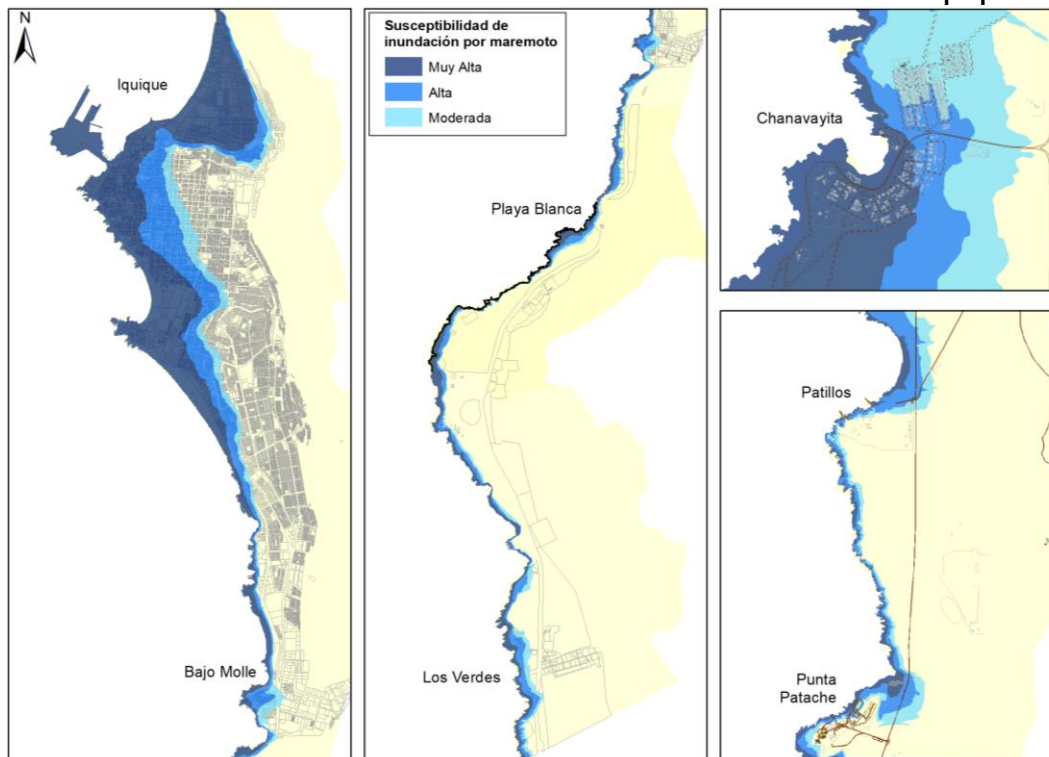 N
Iquique
Bajo Molle
Susceptibilidad de
inundación por maremoto
Muy Alta
Alta
Moderada
Playa Blanca
Los Verdes
Chanavayita
Patillos
Punta
Patache